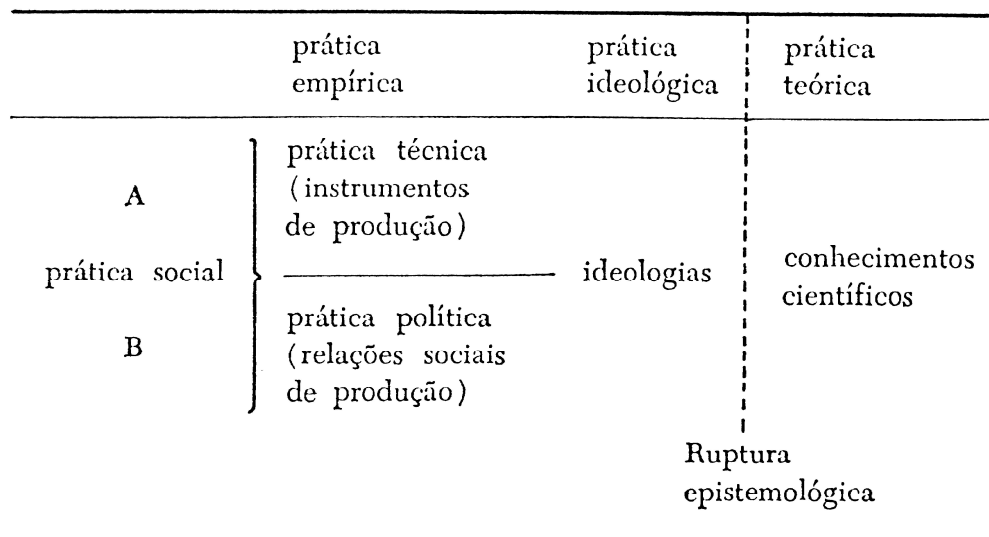 prática prática prática
empírica ideológica teórica
prática técnica
A (instrumentos
de produção)
prática social ideologias conhecimentos
científicos
prática política
B (relações sociais
de produção)
Ruptura
epistemológica